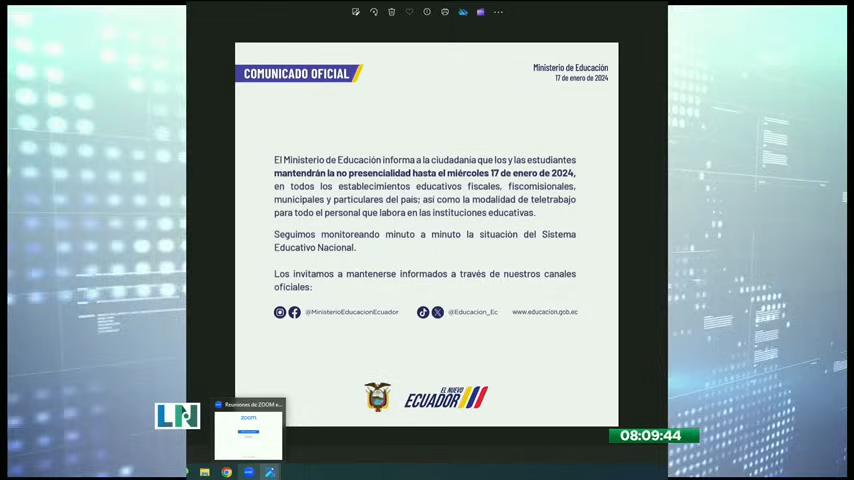 COMUNICADO OFICIAL
Ministerio de Educación
17 de enero de 2024
El Ministerio de Educación informa a la ciudadanía que los y las estudiantes
mantendrán la no presencialidad hasta el miércoles 17 de enero de 2024,
en todos los establecimientos educativos fiscales, fiscomisionales,
municipales y particulares del país; así como la modalidad de teletrabajo
para todo el personal que labora en las instituciones educativas.
Seguimos monitoreando minuto a minuto la situación del Sistema
Educativo Nacional.
Los invitamos a mantenerse informados a través de nuestros canales
oficiales:
@MinisterioEducacionEcuador @Educacion_Ec www.educacion.gob.ec
EL NUEVO
ECUADOR
Reuniones de ZOOM e...
zoom
LN
08:09:44